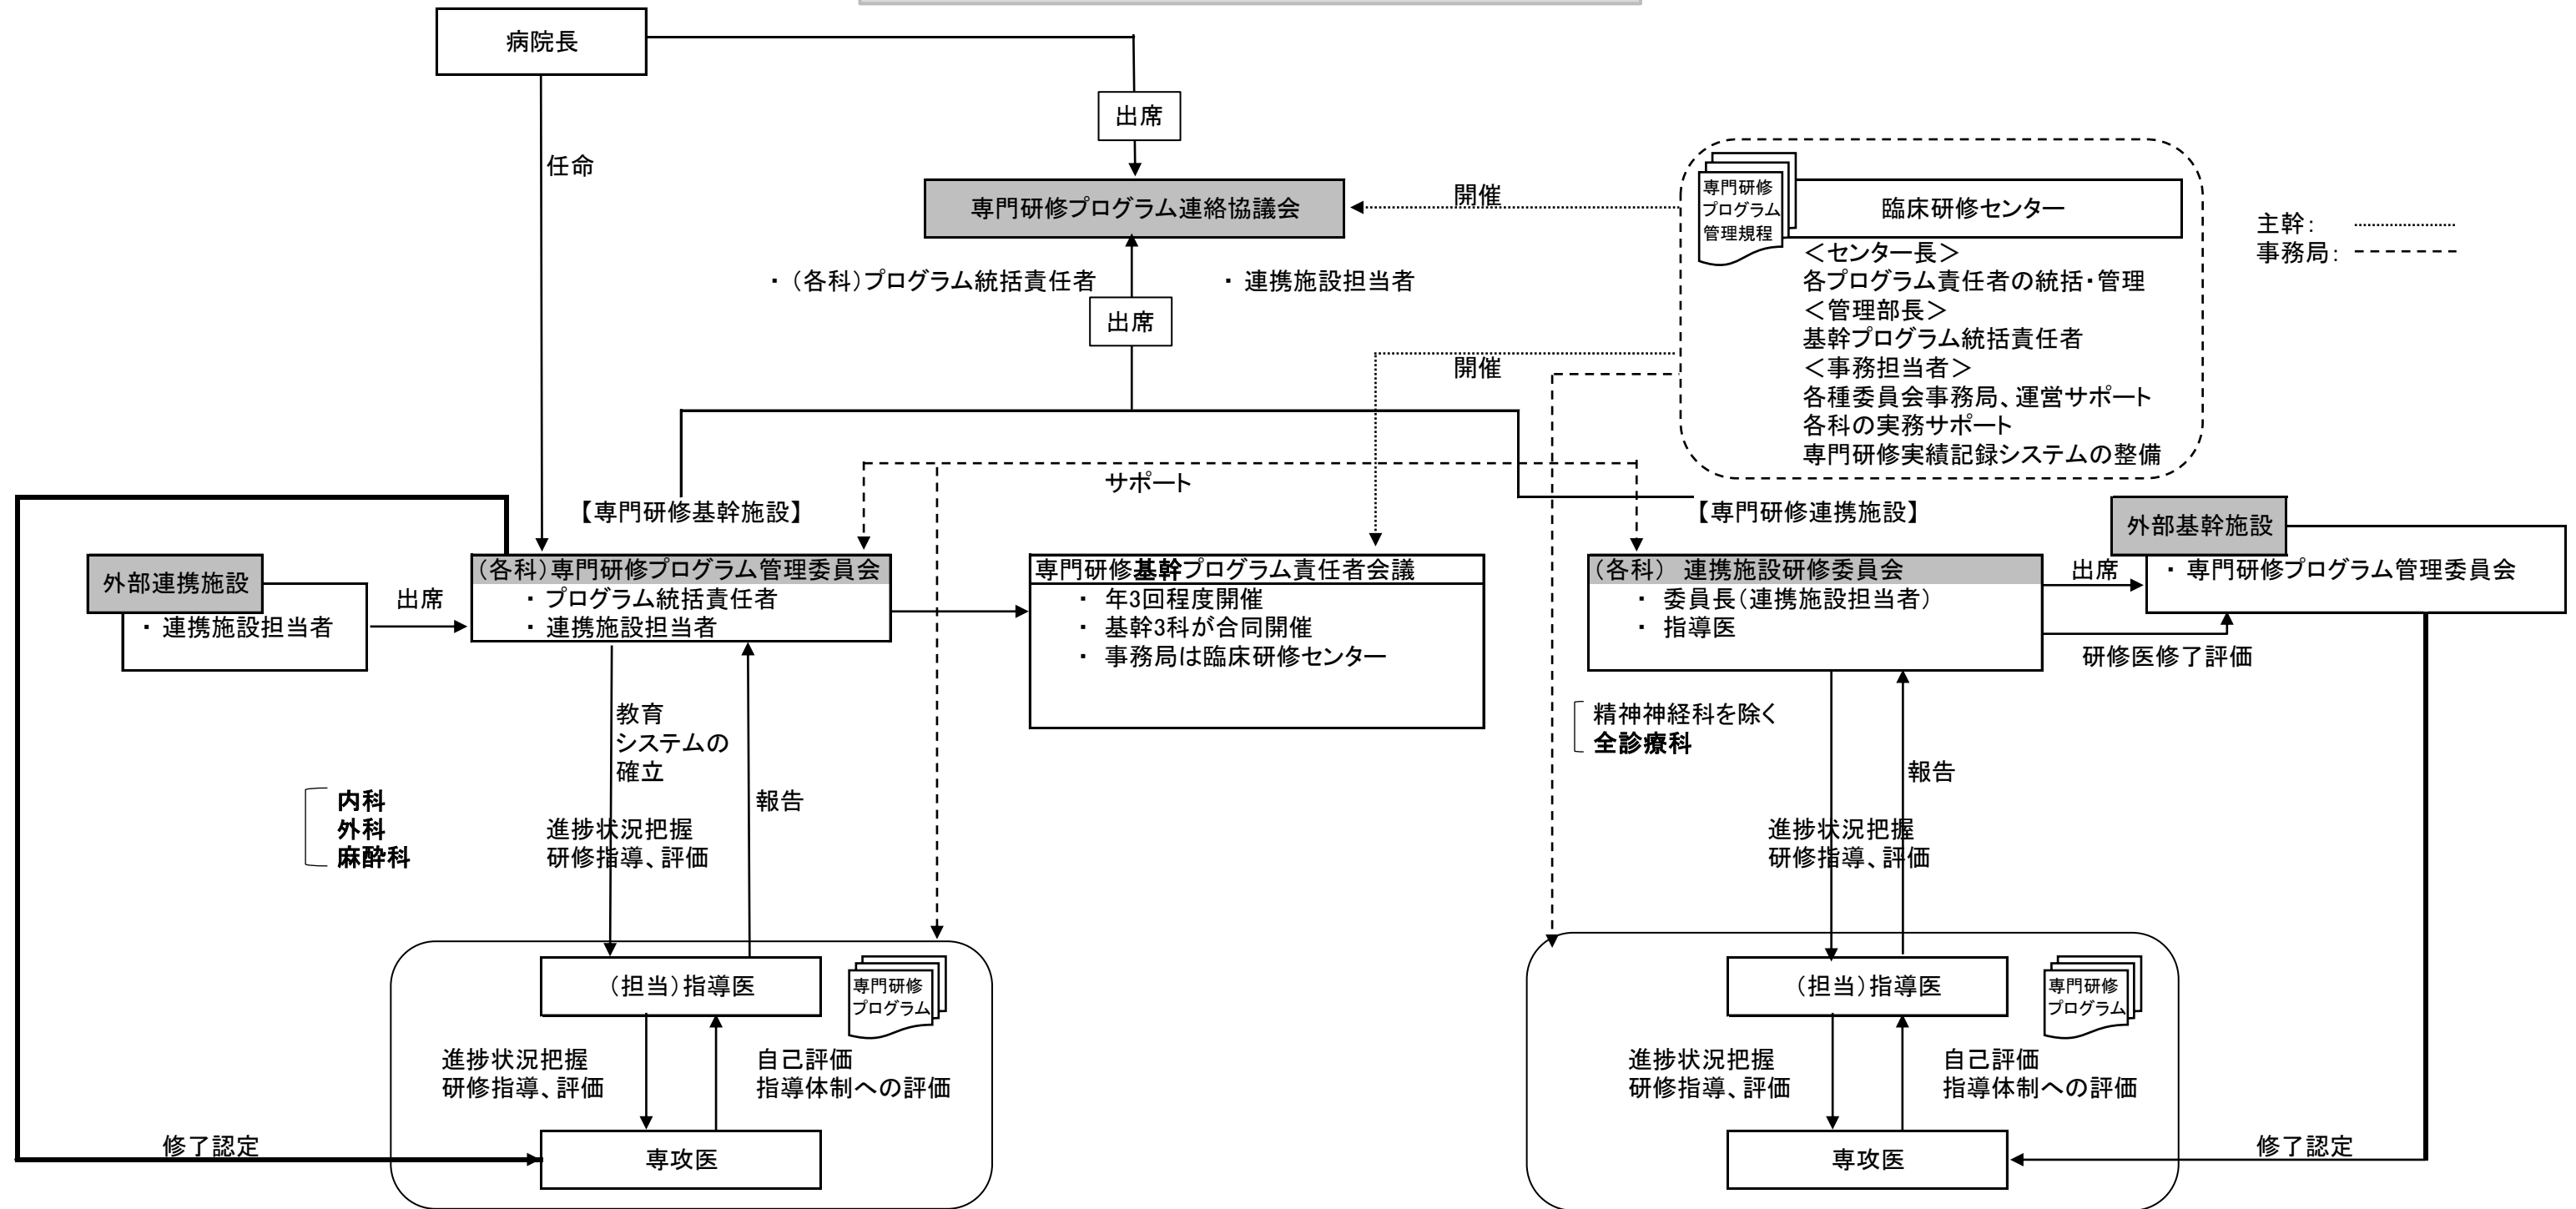 病院長
出席
任命
専門研修プログラム連絡協議会
開催
専門研修
プログラム
管理規程
臨床研修センター
＜センター長＞
各プログラム責任者の統括・管理
＜管理部長＞
基幹プログラム統括責任者
＜事務担当者＞
各種委員会事務局、運営サポート
各科の実務サポート
専門研修実績記録システムの整備
主幹：
事務局：
・（各科）プログラム統括責任者
・連携施設担当者
出席
開催
サポート
【専門研修基幹施設】
【専門研修連携施設】
外部連携施設
・連携施設担当者
出席
（各科）専門研修プログラム管理委員会
・プログラム統括責任者
・連携施設担当者
専門研修基幹プログラム責任者会議
・ 年3回程度開催
・ 基幹3科が合同開催
・ 事務局は臨床研修センター
（各科） 連携施設研修委員会
・ 委員長（連携施設担当者）
・ 指導医
出席
外部基幹施設
・専門研修プログラム管理委員会
研修医修了評価
教育
システムの
確立
報告
進捗状況把握
研修指導、評価
内科
外科
麻酔科
精神神経科を除く
全診療科
報告
進捗状況把握
研修指導、評価
（担当）指導医
専門研修
プログラム
進捗状況把握
研修指導、評価
自己評価
指導体制への評価
専攻医
修了認定
（担当）指導医
専門研修
プログラム
進捗状況把握
研修指導、評価
自己評価
指導体制への評価
専攻医
修了認定